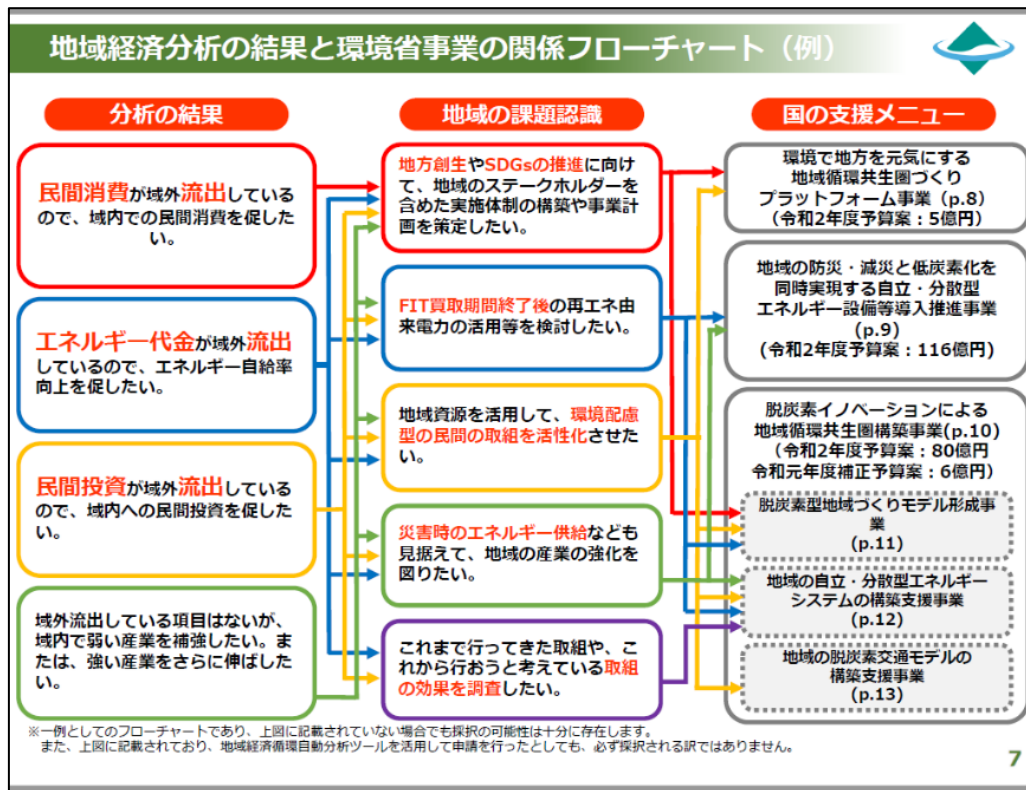 地域経済分析の結果と環境省事業の関係フローチャート（例）
分析の結果
民間消費が域外流出している
ので、域内での民間消費を促した
い。
エネルギー代金が域外流出
しているので、エネルギー自給率
向上を促したい。
民間投資が域外流出している
ので、域内への民間投資を促した
い。
域外流出している項目はないが、
域内で弱い産業を補強したい。ま
たは、強い産業をさらに伸ばした
い。
地域の課題認識
地方創生やSDGsの推進に向け
て、地域のステークホルダーを
含めた実施体制の構築や事業計
画を策定したい。
FIT買取期間終了後の再エネ由
来電力の活用等を検討したい。
地域資源を活用して、環境配慮
型の民間の取組を活性化させた
い。
災害時のエネルギー供給なども
見据えて、地域の産業の強化を
図りたい。
これまで行ってきた取組や、こ
れから行おうと考えている取組
の効果を調査したい。
国の支援メニュー
環境で地方を元気にする
地域循環共生圏づくり
プラットフォーム事業（p.8）
（令和2年度予算案：5億円）
地域の防災・減災と低炭素化を
同時実現する自立・分散型
エネルギー設備等導入推進事業
(p.9)
（令和2年度予算案：116億円）
脱炭素イノベーションによる
地域循環共生圏構築事業(p.10)
（令和2年度予算案：80億円
令和元年度補正予算案：6億円）
脱炭素型地域づくりモデル形成事
業
(p.11)
地域の自立・分散型エネルギー
システムの構築支援事業
(p.12)
地域の脱炭素交通モデルの
構築支援事業
(p.13)
※一例としてのフローチャートであり、上図に記載されていない場合でも採択の可能性は十分に存在します。
また、上図に記載されており、地域経済循環自動分析ツールを活用して申請を行ったとしても、必ず採択される訳ではありません。
7